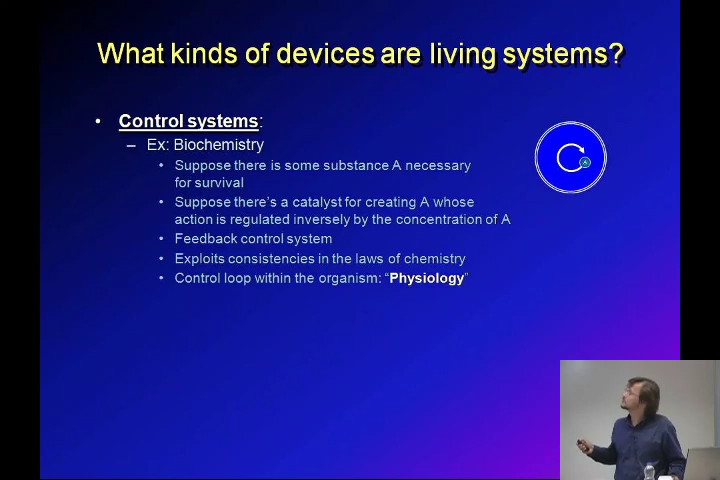 What kinds of devices are living systems?
• Control systems:
– Ex: Biochemistry
• Suppose there is some substance A necessary
for survival
• Suppose there's a catalyst for creating A whose
action is regulated inversely by the concentration of A
• Feedback control system
• Exploits consistencies in the laws of chemistry
• Control loop within the organism: “Physiology”
A